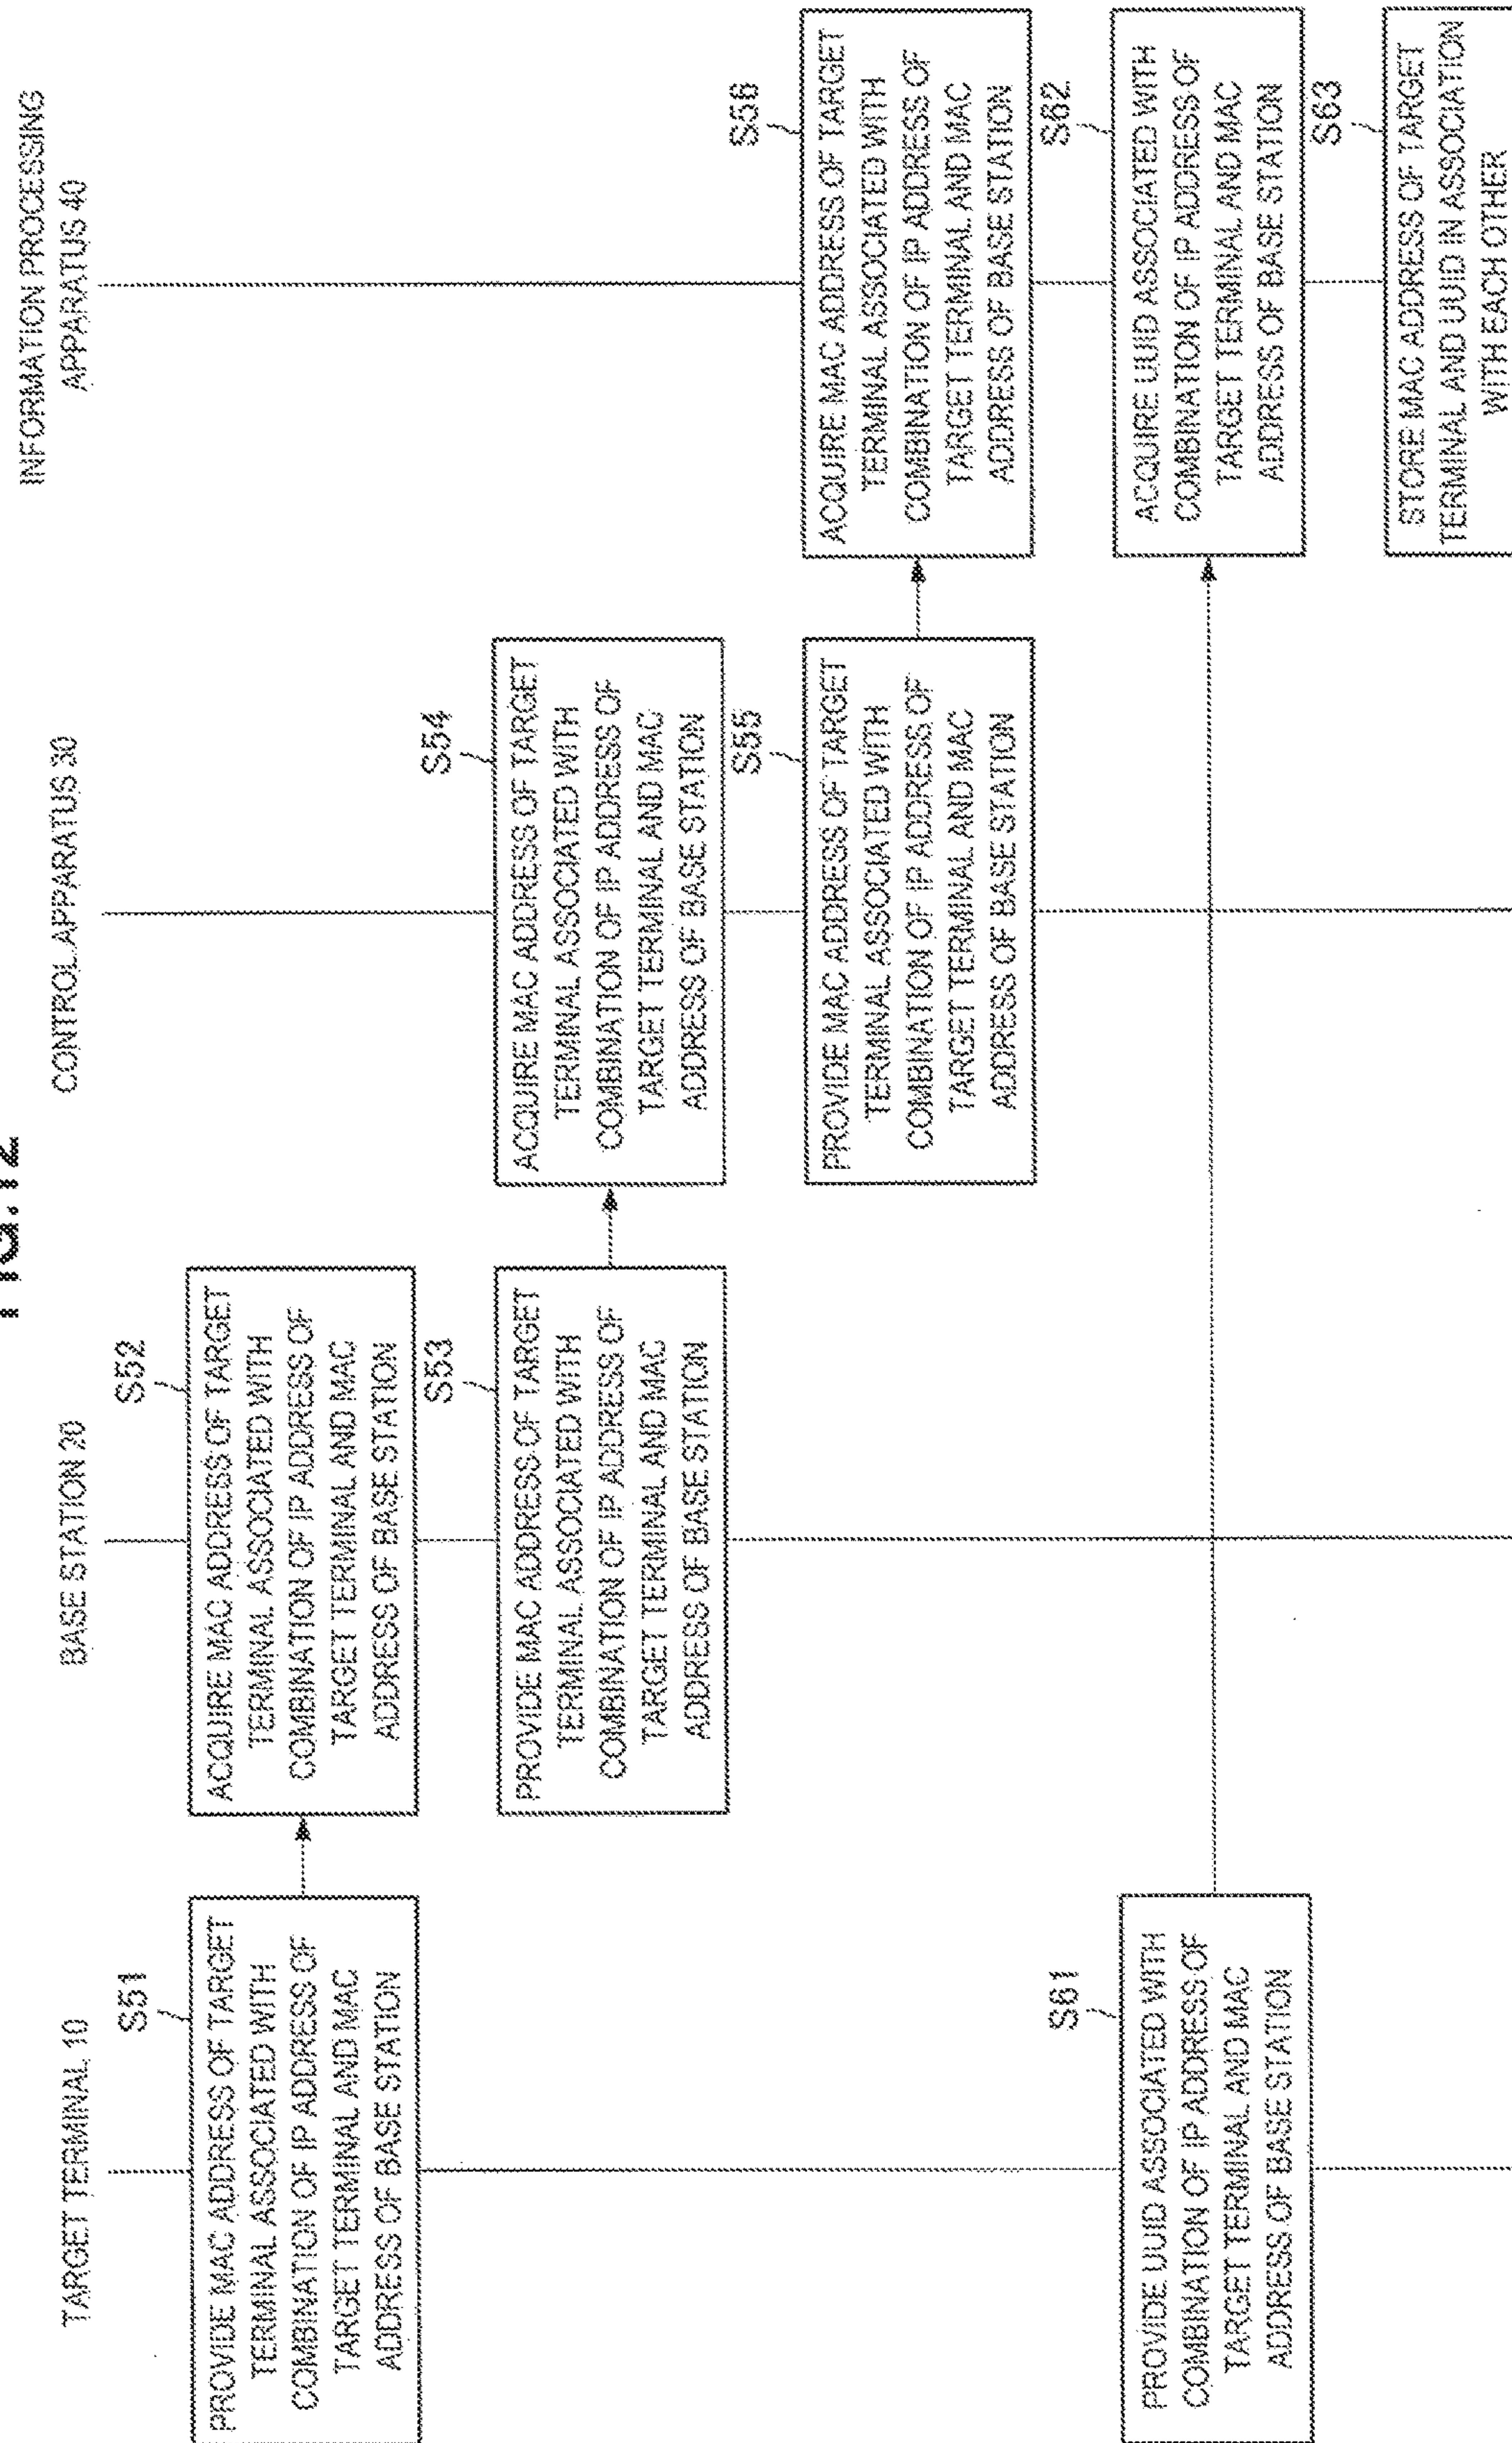 FIG.12
TARGET TERMINAL 10
BASE STATION 20
CONTROL APPARATUS 30
INFORMATION PROCESSING
APPARATUS 40
S51
PROVIDE MAC ADDRESS OF TARGET
TERMINAL ASSOCIATED WITH
COMBINATION OF IP ADDRESS OF
TARGET TERMINAL AND MAC
ADDRESS OF BASE STATION
S52
ACQUIRE MAC ADDRESS OF TARGET
TERMINAL ASSOCIATED WITH
COMBINATION OF IP ADDRESS OF
TARGET TERMINAL AND MAC
ADDRESS OF BASE STATION
S53
PROVIDE MAC ADDRESS OF TARGET
TERMINAL ASSOCIATED WITH
COMBINATION OF IP ADDRESS OF
TARGET TERMINAL AND MAC
ADDRESS OF BASE STATION
S54
ACQUIRE MAC ADDRESS OF TARGET
TERMINAL ASSOCIATED WITH
COMBINATION OF IP ADDRESS OF
TARGET TERMINAL AND MAC
ADDRESS OF BASE STATION
S55
PROVIDE MAC ADDRESS OF TARGET
TERMINAL ASSOCIATED WITH
COMBINATION OF IP ADDRESS OF
TARGET TERMINAL AND MAC
ADDRESS OF BASE STATION
S56
ACQUIRE MAC ADDRESS OF TARGET
TERMINAL ASSOCIATED WITH
COMBINATION OF IP ADDRESS OF
TARGET TERMINAL AND MAC
ADDRESS OF BASE STATION
S61
PROVIDE UUID ASSOCIATED WITH
COMBINATION OF IP ADDRESS OF
TARGET TERMINAL AND MAC
ADDRESS OF BASE STATION
S62
ACQUIRE UUID ASSOCIATED WITH
COMBINATION OF IP ADDRESS OF
TARGET TERMINAL AND MAC
ADDRESS OF BASE STATION
S63
STORE MAC ADDRESS OF TARGET
TERMINAL AND UUID IN ASSOCIATION
WITH EACH OTHER